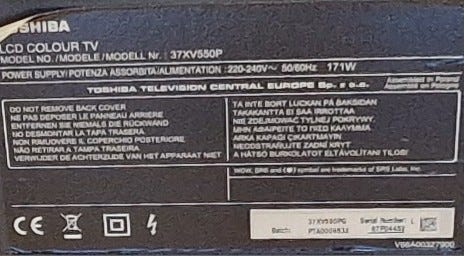 TOSHIBA
LCD COLOUR TV
MODEL NO./MODELE/MODELL Nr. : 37XV550P
POWER SUPPLY/POTENZA ASSORBITA/ALIMENTATION : 220-240V~ 50/60Hz 171W
TOSHIBA TELEVISION CENTRAL EUROPE Sp. z o.o.
Assembled in Poland
DO NOT REMOVE BACK COVER
NE PAS DEPOSER LE PANNEAU ARRIÈRE
ENTFERNEN SIE NIEMALS DIE RÜCKWAND
NO DESMONTAR LA TAPA TRASERA
NON RIMUOVERE IL COPERCHIO POSTERIORE
NÃO RETIRAR A TAMPA TRASEIRA
VERWIJDER DE ACHTERZIJDE VAN HET APPARAAT NIET
TA INTE BORT LUCKAN PÅ BAKSIDAN
TAKAKANTTA EI SAA IRROTTAA
NIE ZDEJMOWAĆ TYLNEJ POKRYWY.
ΜΗΝ ΑΦΑΙΡΕΙΤΕ ΤΟ ΠΙΣΩ ΚΑΛΥΜΜΑ
ARKA KAPAĞI ÇIKARTMAYIN
NEODSTRAŇUJTE ZADNÍ KRYT
A HÁTSÓ BURKOLATOT ELTÁVOLÍTANI TILOS!
WOW, SRS and symbol are trademarks of SRS Labs, Inc.
CE
37XV550PG
Serial Number: L
Batch:
V68A00327900